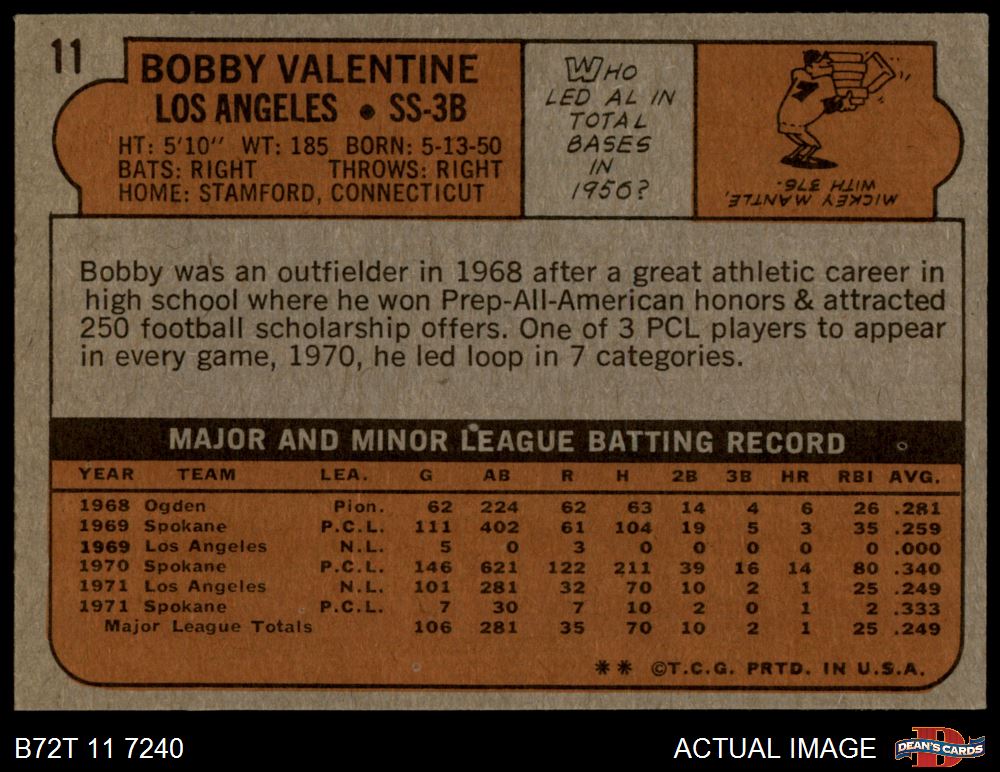 11
BOBBY VALENTINE
LOS ANGELES • SS-3B
HT: 5'10" WT: 185 BORN: 5-13-50
BATS: RIGHT THROWS: RIGHT
HOME: STAMFORD, CONNECTICUT
WHO
LED AL IN
TOTAL
BASES
IN
1956?
7
MICKEY MANTLE,
WITH 376.
Bobby was an outfielder in 1968 after a great athletic career in
high school where he won Prep-All-American honors & attracted
250 football scholarship offers. One of 3 PCL players to appear
in every game, 1970, he led loop in 7 categories.
MAJOR AND MINOR LEAGUE BATTING RECORD
YEAR TEAM LEA. G AB R H 2B 3B HR RBI AVG.
1968 Ogden Pion. 62 224 62 63 14 4 6 26 .281
1969 Spokane P.C.L. 111 402 61 104 19 5 3 35 .259
1969 Los Angeles N.L. 5 0 3 0 0 0 0 0 .000
1970 Spokane P.C.L. 146 621 122 211 39 16 14 80 .340
1971 Los Angeles N.L. 101 281 32 70 10 2 1 25 .249
1971 Spokane P.C.L. 7 30 7 10 2 0 1 2 .333
Major League Totals 106 281 35 70 10 2 1 25 .249
** ©T.C.G. PRTD. IN U.S.A.
B72T 11 7240
ACTUAL IMAGE
D
DEAN'S CARDS